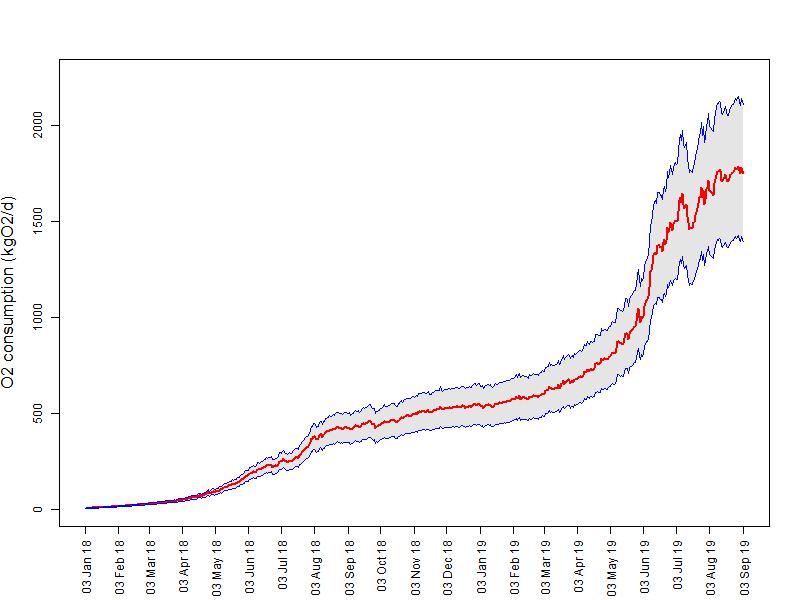 O2 consumption (kgO2/d)
2000
1500
1000
500
0
03 Jan 18
03 Feb 18
03 Mar 18
03 Apr 18
03 May 18
03 Jun 18
03 Jul 18
03 Aug 18
03 Sep 18
03 Oct 18
03 Nov 18
03 Dec 18
03 Jan 19
03 Feb 19
03 Mar 19
03 Apr 19
03 May 19
03 Jun 19
03 Jul 19
03 Aug 19
03 Sep 19